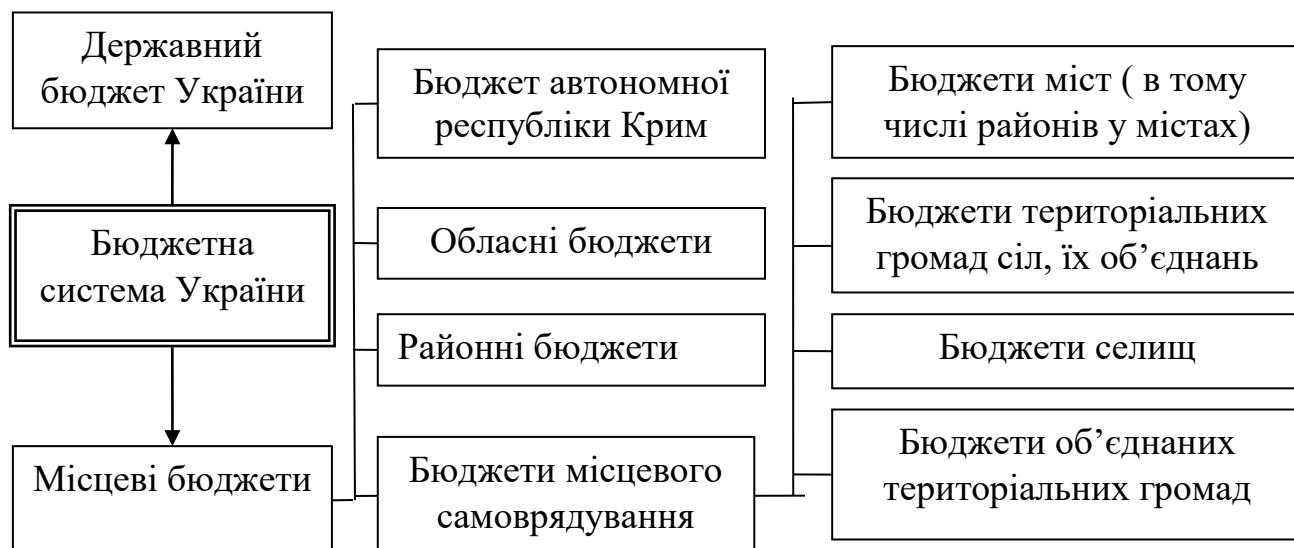 Державний
бюджет України
Бюджетна
система України
Місцеві бюджети
Бюджет автономної
республіки Крим
Обласні бюджети
Районні бюджети
Бюджети місцевого
самоврядування
Бюджети міст ( в тому
числі районів у містах)
Бюджети територіальних
громад сіл, їх об’єднань
Бюджети селищ
Бюджети об’єднаних
територіальних громад